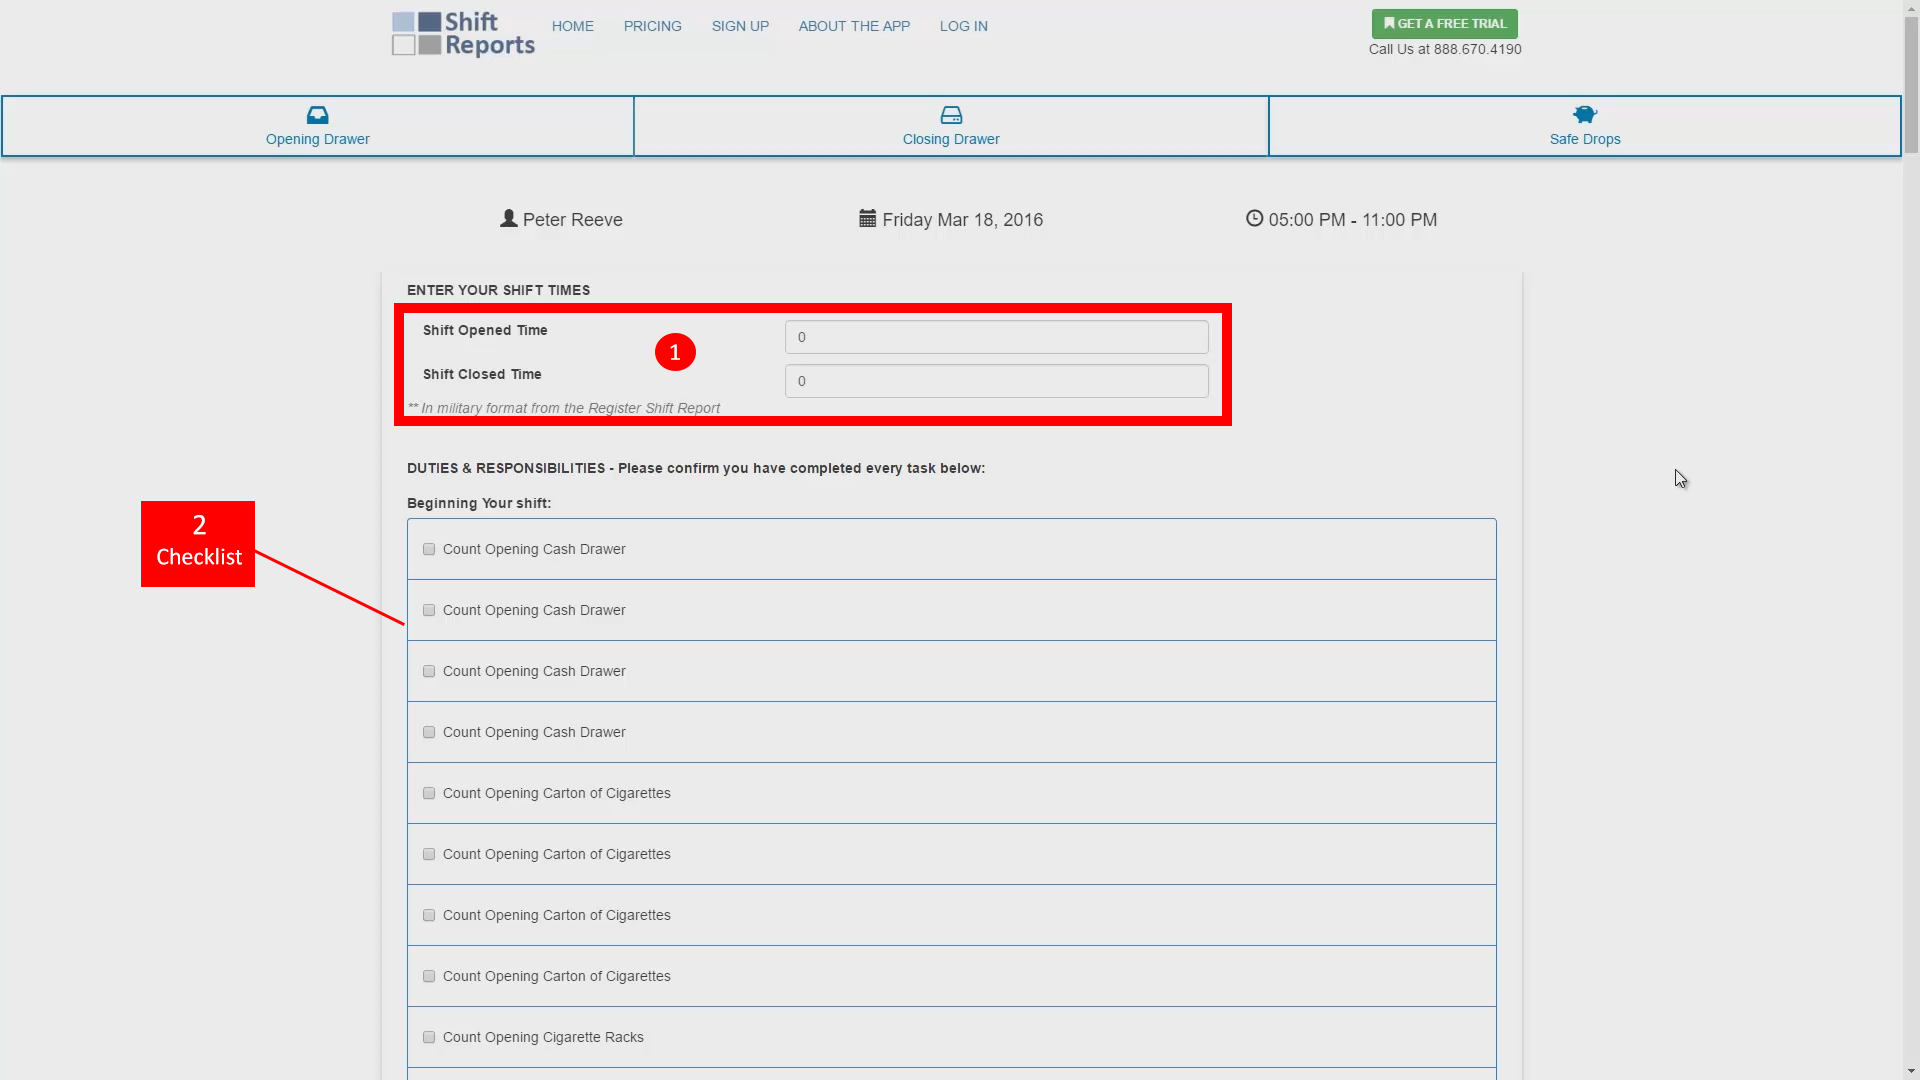 Shift
Reports
HOME
PRICING
SIGN UP
ABOUT THE APP
LOG IN
GET A FREE TRIAL
Call Us at 888.670.4190
Opening Drawer
Closing Drawer
Safe Drops
Peter Reeve
Friday Mar 18, 2016
05:00 PM - 11:00 PM
ENTER YOUR SHIFT TIMES
Shift Opened Time
0
1
Shift Closed Time
0
** In military format from the Register Shift Report
DUTIES & RESPONSIBILITIES - Please confirm you have completed every task below:
Beginning Your shift:
2
Checklist
Count Opening Cash Drawer
Count Opening Cash Drawer
Count Opening Cash Drawer
Count Opening Cash Drawer
Count Opening Carton of Cigarettes
Count Opening Carton of Cigarettes
Count Opening Carton of Cigarettes
Count Opening Carton of Cigarettes
Count Opening Cigarette Racks